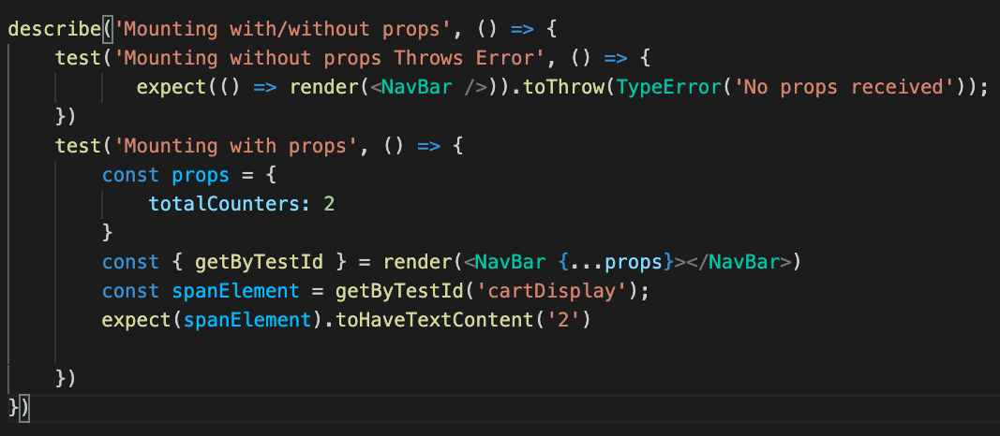 describe('Mounting with/without props', () => {
    test('Mounting without props Throws Error', () => {
           expect(() => render(<NavBar />)).toThrow(TypeError('No props received'));
    })
    test('Mounting with props', () => {
        const props = {
            totalCounters: 2
        }
        const { getByTestId } = render(<NavBar {...props}></NavBar>)
        const spanElement = getByTestId('cartDisplay');
        expect(spanElement).toHaveTextContent('2')

    })
})